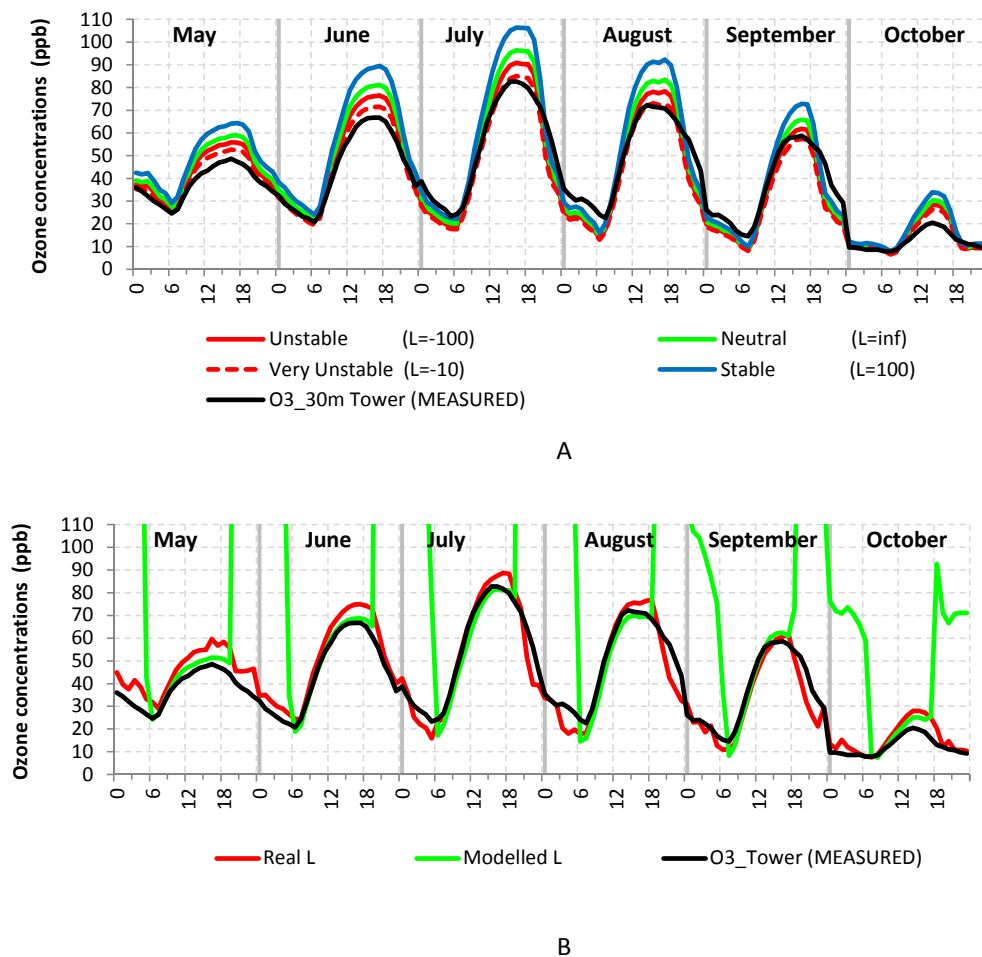 Ozone concentrations (ppb)
110
100
90
80
70
60
50
40
30
20
10
0
May June July August September October
0 6 12 18 0 6 12 18 0 6 12 18 0 6 12 18 0 6 12 18 0 6 12 18
Unstable (L=-100) Neutral (L=inf)
Very Unstable (L=-10) Stable (L=100)
O3_30m Tower (MEASURED)
A
Ozone concentrations (ppb)
110
100
90
80
70
60
50
40
30
20
10
0
May June July August September October
0 6 12 18 0 6 12 18 0 6 12 18 0 6 12 18 0 6 12 18 0 6 12 18
Real L Modelled L O3_Tower (MEASURED)
B